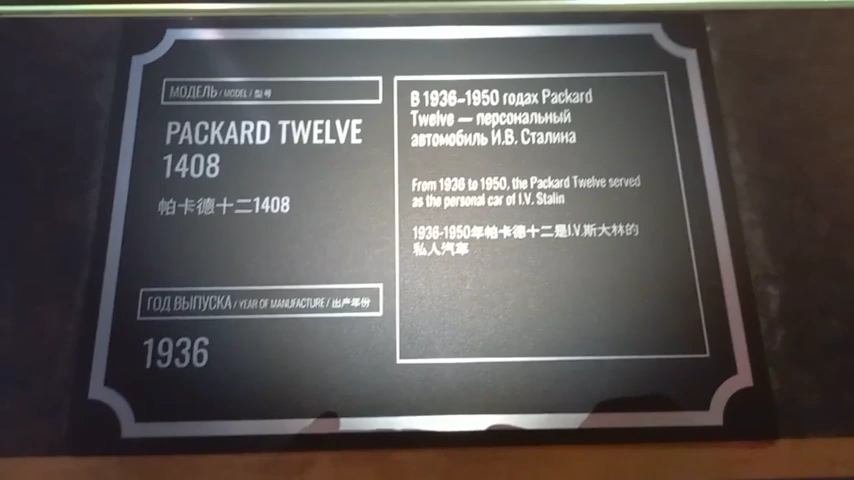 МОДЕЛЬ / MODEL / 型号
PACKARD TWELVE
1408
帕卡德十二1408
ГОД ВЫПУСКА / YEAR OF MANUFACTURE / 出产年份
1936
В 1936–1950 годах Packard
Twelve — персональный
автомобиль И.В. Сталина
From 1936 to 1950, the Packard Twelve served
as the personal car of I.V. Stalin
1936-1950年帕卡德十二是I.V.斯大林的
私人汽车